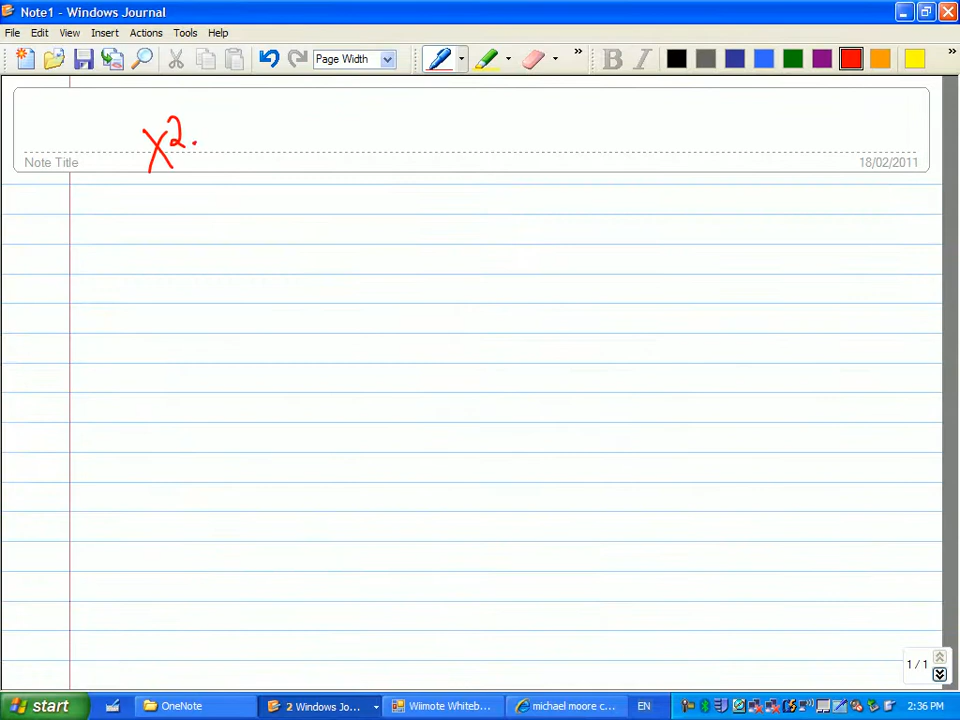 Note1 - Windows Journal
File Edit View Insert Actions Tools Help
Page Width » B I »
x².
Note Title 18/02/2011
1 / 1
start OneNote 2 Windows Jo... Wiimote Whiteb... michael moore c... EN 2:36 PM